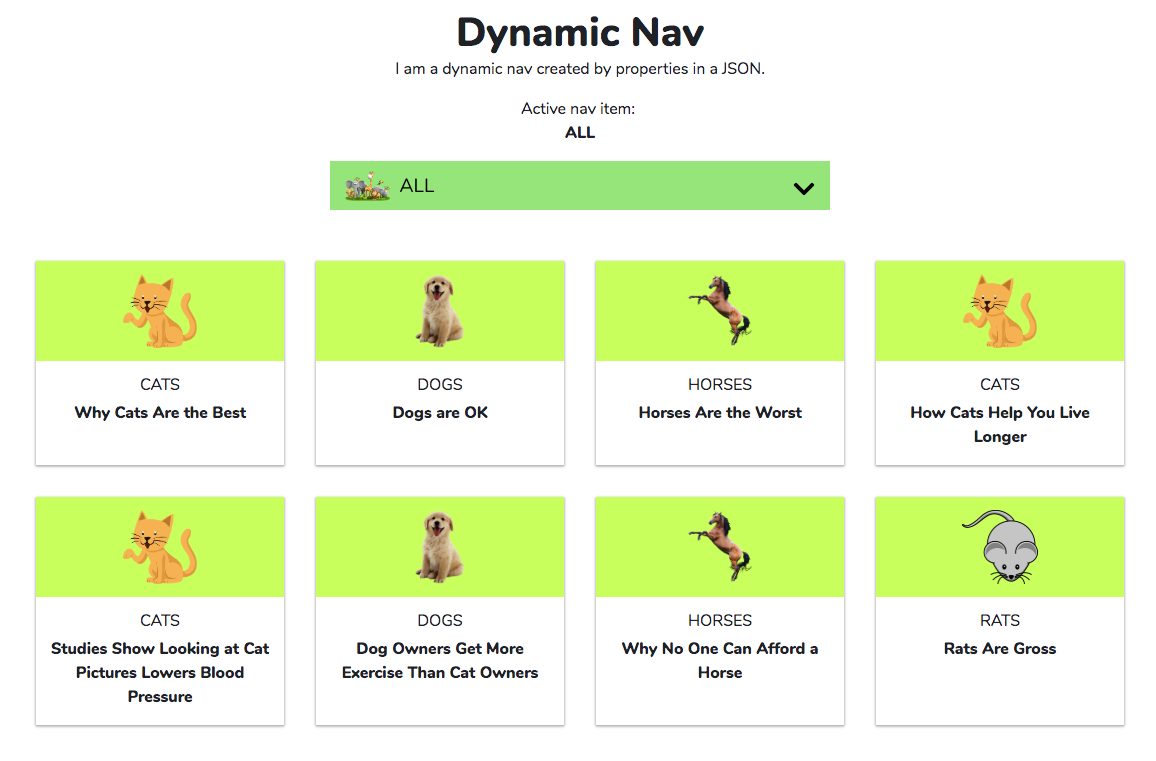 Dynamic Nav
I am a dynamic nav created by properties in a JSON.
Active nav item:
ALL
ALL
CATS
Why Cats Are the Best
DOGS
Dogs are OK
HORSES
Horses Are the Worst
CATS
How Cats Help You Live
Longer
CATS
Studies Show Looking at Cat
Pictures Lowers Blood
Pressure
DOGS
Dog Owners Get More
Exercise Than Cat Owners
HORSES
Why No One Can Afford a
Horse
RATS
Rats Are Gross